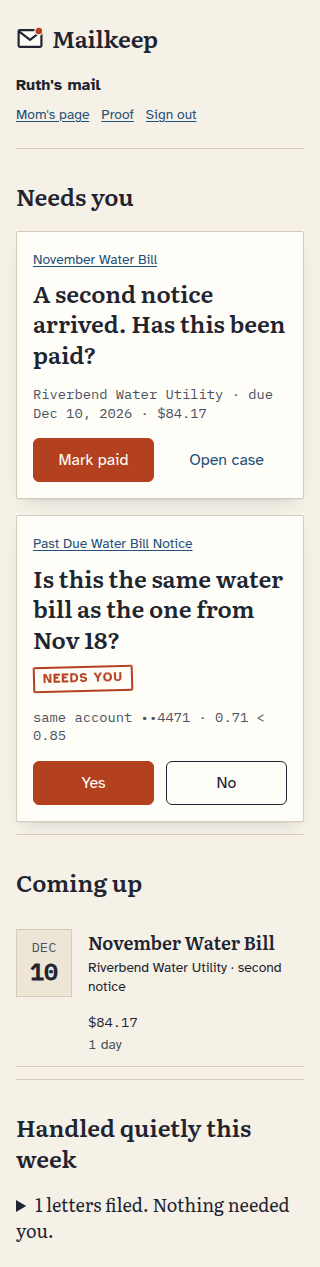 Mailkeep
Ruth's mail
Mom's page Proof Sign out
Needs you
November Water Bill
A second notice
arrived. Has this been
paid?
Riverbend Water Utility · due
Dec 10, 2026 · $84.17
Mark paid Open case
Past Due Water Bill Notice
Is this the same water
bill as the one from
Nov 18?
NEEDS YOU
same account ••4471 · 0.71 <
0.85
Yes No
Coming up
DEC
10
November Water Bill
Riverbend Water Utility · second
notice
$84.17
1 day
Handled quietly this
week
1 letters filed. Nothing needed
you.